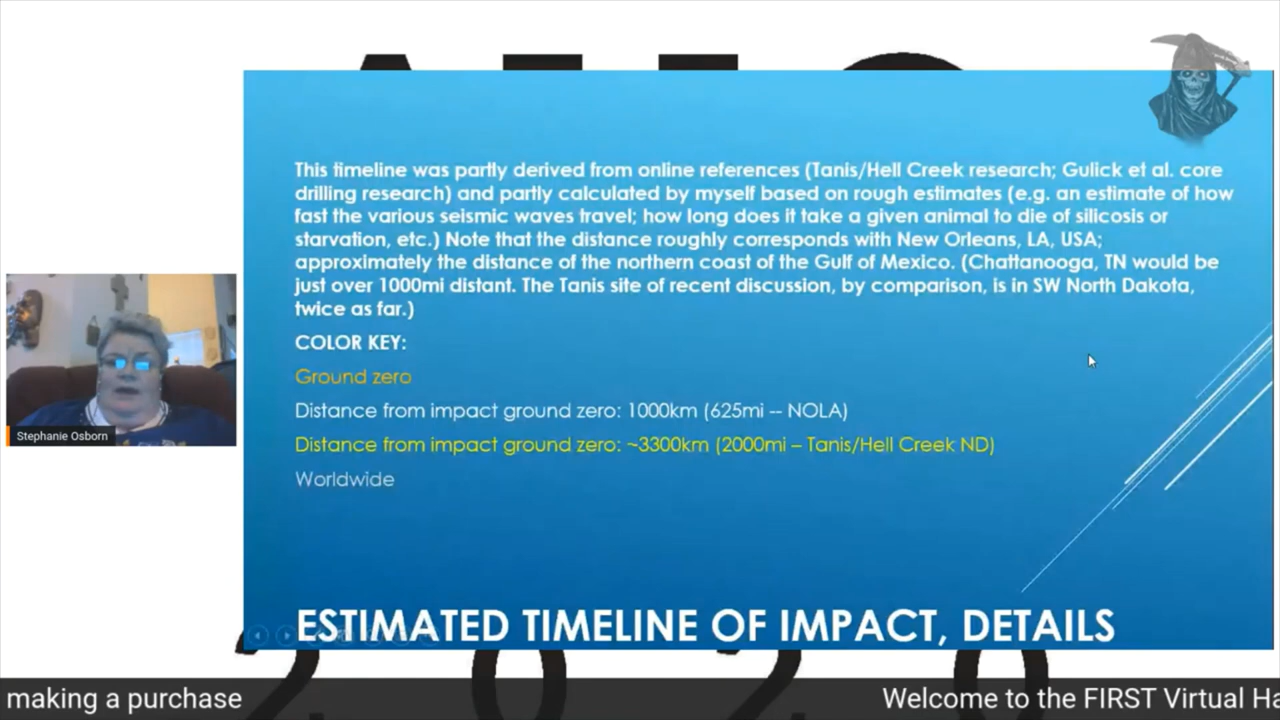 This timeline was partly derived from online references (Tanis/Hell Creek research; Gulick et al. core
drilling research) and partly calculated by myself based on rough estimates (e.g. an estimate of how
fast the various seismic waves travel; how long does it take a given animal to die of silicosis or
starvation, etc.) Note that the distance roughly corresponds with New Orleans, LA, USA;
approximately the distance of the northern coast of the Gulf of Mexico. (Chattanooga, TN would be
just over 1000mi distant. The Tanis site of recent discussion, by comparison, is in SW North Dakota,
twice as far.)
COLOR KEY:
Ground zero
Distance from impact ground zero: 1000km (625mi -- NOLA)
Distance from impact ground zero: ~3300km (2000mi – Tanis/Hell Creek ND)
Worldwide
Stephanie Osborn
ESTIMATED TIMELINE OF IMPACT, DETAILS
2020
making a purchase
Welcome to the FIRST Virtual Ha